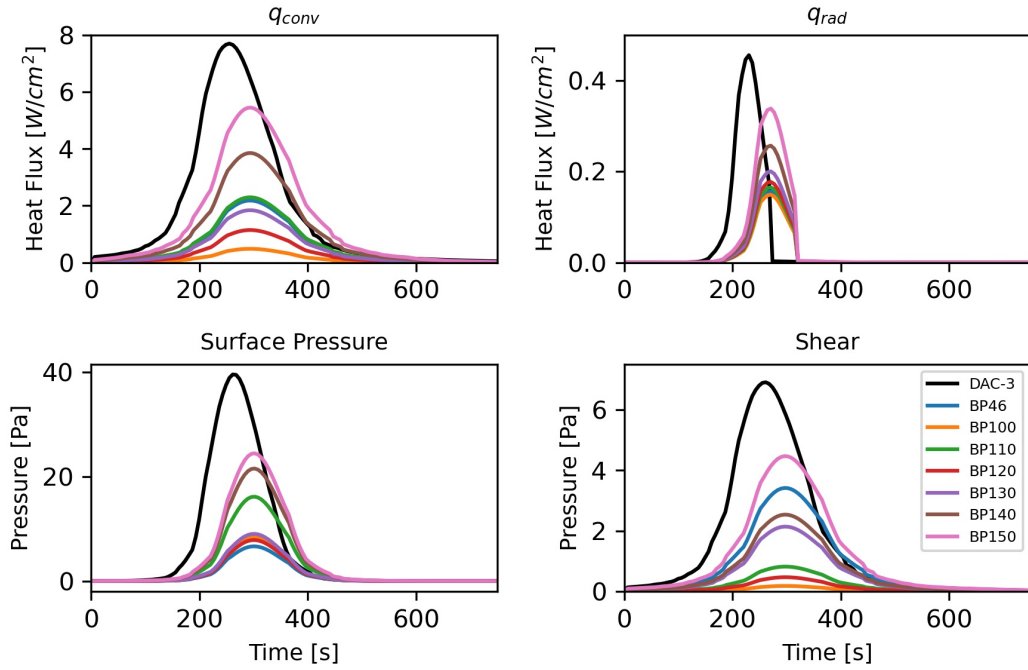 q_conv
Heat Flux [W/cm²]
8
6
4
2
0
0 200 400 600
q_rad
Heat Flux [W/cm²]
0.4
0.2
0.0
0 200 400 600
Surface Pressure
Pressure [Pa]
40
20
0
0 200 400 600
Time [s]
Shear
Pressure [Pa]
6
4
2
0
0 200 400 600
Time [s]
DAC-3
BP46
BP100
BP110
BP120
BP130
BP140
BP150